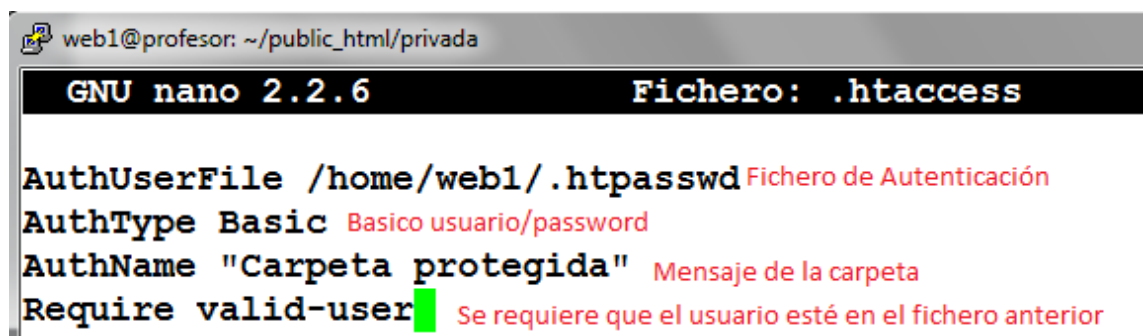 web1@profesor: ~/public_html/privada
GNU nano 2.2.6 Fichero: .htaccess
AuthUserFile /home/web1/.htpasswd Fichero de Autenticación
AuthType Basic Basico usuario/password
AuthName "Carpeta protegida" Mensaje de la carpeta
Require valid-user Se requiere que el usuario esté en el fichero anterior